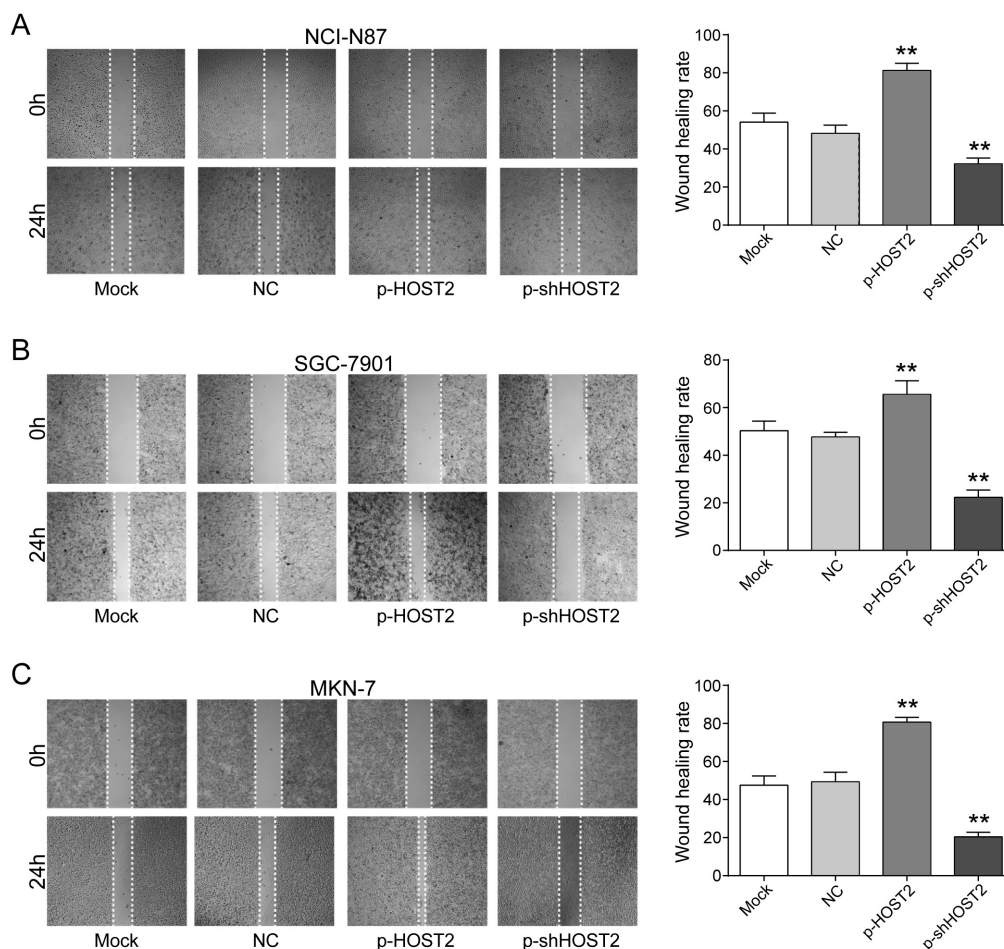 A
NCI-N87
0h
24h
Mock NC p-HOST2 p-shHOST2
Wound healing rate
100
80
60
40
20
0
**
**
Mock
NC
p-HOST2
p-shHOST2
B
SGC-7901
0h
24h
Mock NC p-HOST2 p-shHOST2
Wound healing rate
80
60
40
20
0
**
**
Mock
NC
p-HOST2
p-shHOST2
C
MKN-7
0h
24h
Mock NC p-HOST2 p-shHOST2
Wound healing rate
100
80
60
40
20
0
**
**
Mock
NC
p-HOST2
p-shHOST2